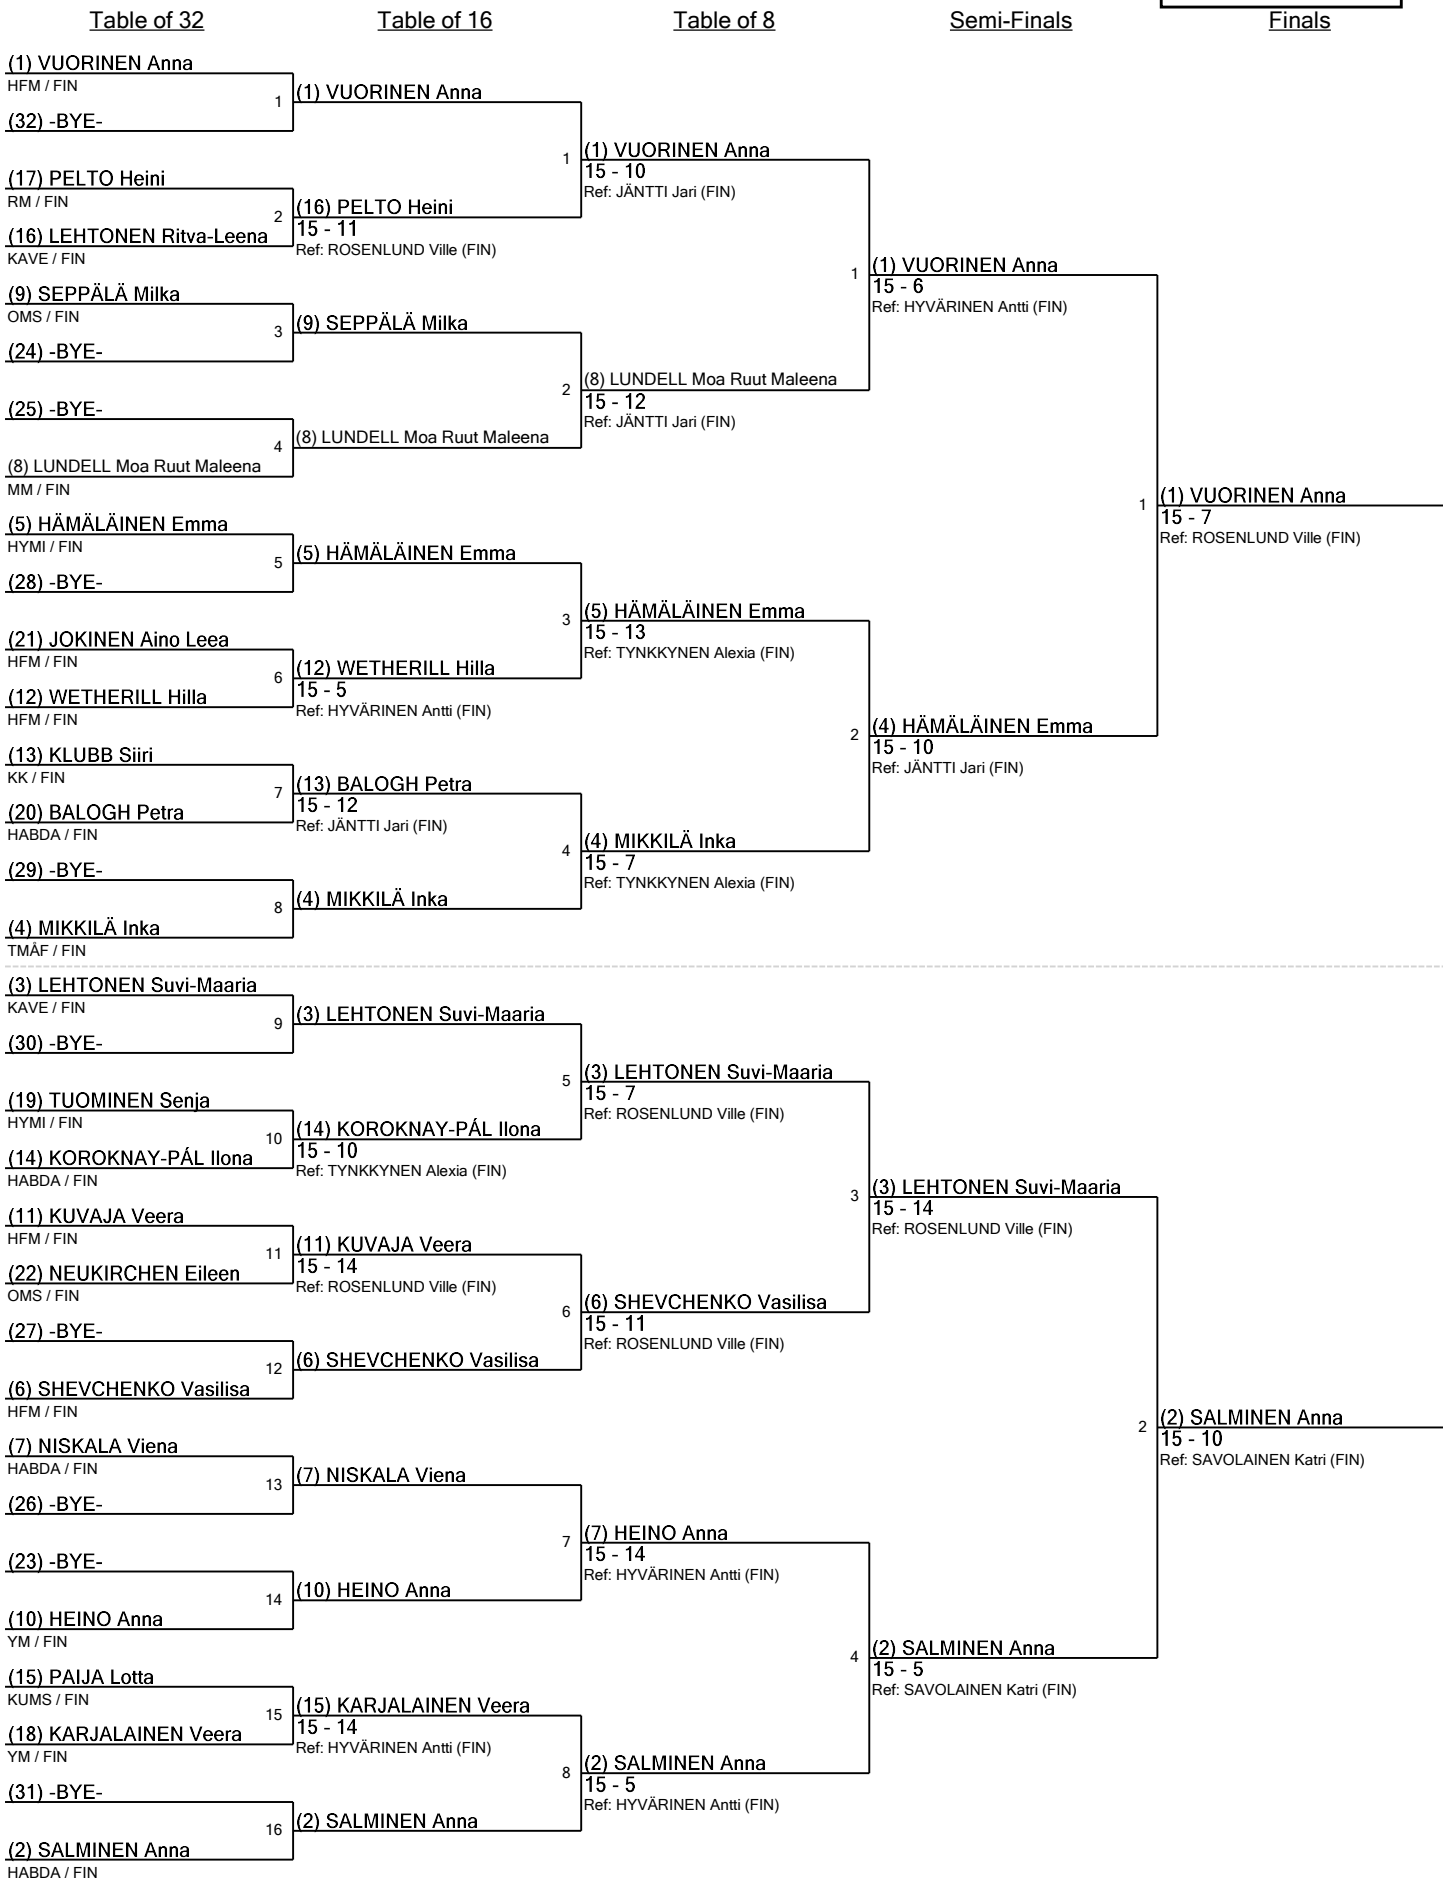 Table of 32
Table of 16
Table of 8
Semi-Finals
Finals
(1) VUORINEN Anna
HFM / FIN
1
(32) -BYE-
(17) PELTO Heini
RM / FIN
2
(16) LEHTONEN Ritva-Leena
KAVE / FIN
(9) SEPPÄLÄ Milka
OMS / FIN
3
(24) -BYE-
(25) -BYE-
4
(8) LUNDELL Moa Ruut Maleena
MM / FIN
(5) HÄMÄLÄINEN Emma
HYMI / FIN
5
(28) -BYE-
(21) JOKINEN Aino Leea
HFM / FIN
6
(12) WETHERILL Hilla
HFM / FIN
(13) KLUBB Siiri
KK / FIN
7
(20) BALOGH Petra
HABDA / FIN
(29) -BYE-
8
(4) MIKKILÄ Inka
TMÅF / FIN
(3) LEHTONEN Suvi-Maaria
KAVE / FIN
9
(30) -BYE-
(19) TUOMINEN Senja
HYMI / FIN
10
(14) KOROKNAY-PÁL Ilona
HABDA / FIN
(11) KUVAJA Veera
HFM / FIN
11
(22) NEUKIRCHEN Eileen
OMS / FIN
(27) -BYE-
12
(6) SHEVCHENKO Vasilisa
HFM / FIN
(7) NISKALA Viena
HABDA / FIN
13
(26) -BYE-
(23) -BYE-
14
(10) HEINO Anna
YM / FIN
(15) PAIJA Lotta
KUMS / FIN
15
(18) KARJALAINEN Veera
YM / FIN
(31) -BYE-
16
(2) SALMINEN Anna
HABDA / FIN
(1) VUORINEN Anna
1
(16) PELTO Heini
15 - 11
Ref: ROSENLUND Ville (FIN)
(9) SEPPÄLÄ Milka
2
(8) LUNDELL Moa Ruut Maleena
(5) HÄMÄLÄINEN Emma
3
(12) WETHERILL Hilla
15 - 5
Ref: HYVÄRINEN Antti (FIN)
(13) BALOGH Petra
15 - 12
Ref: JÄNTTI Jari (FIN)
4
(4) MIKKILÄ Inka
(3) LEHTONEN Suvi-Maaria
5
(14) KOROKNAY-PÁL Ilona
15 - 10
Ref: TYNKKYNEN Alexia (FIN)
(11) KUVAJA Veera
15 - 14
Ref: ROSENLUND Ville (FIN)
6
(6) SHEVCHENKO Vasilisa
(7) NISKALA Viena
7
(10) HEINO Anna
(15) KARJALAINEN Veera
15 - 14
Ref: HYVÄRINEN Antti (FIN)
8
(2) SALMINEN Anna
(1) VUORINEN Anna
15 - 10
Ref: JÄNTTI Jari (FIN)
1
(8) LUNDELL Moa Ruut Maleena
15 - 12
Ref: JÄNTTI Jari (FIN)
(5) HÄMÄLÄINEN Emma
15 - 13
Ref: TYNKKYNEN Alexia (FIN)
2
(4) MIKKILÄ Inka
15 - 7
Ref: TYNKKYNEN Alexia (FIN)
(3) LEHTONEN Suvi-Maaria
15 - 7
Ref: ROSENLUND Ville (FIN)
3
(6) SHEVCHENKO Vasilisa
15 - 11
Ref: ROSENLUND Ville (FIN)
(7) HEINO Anna
15 - 14
Ref: HYVÄRINEN Antti (FIN)
4
(2) SALMINEN Anna
15 - 5
Ref: HYVÄRINEN Antti (FIN)
(1) VUORINEN Anna
15 - 6
Ref: HYVÄRINEN Antti (FIN)
1
(4) HÄMÄLÄINEN Emma
15 - 10
Ref: JÄNTTI Jari (FIN)
(3) LEHTONEN Suvi-Maaria
15 - 14
Ref: ROSENLUND Ville (FIN)
2
(2) SALMINEN Anna
15 - 5
Ref: SAVOLAINEN Katri (FIN)
(1) VUORINEN Anna
15 - 7
Ref: ROSENLUND Ville (FIN)
(2) SALMINEN Anna
15 - 10
Ref: SAVOLAINEN Katri (FIN)